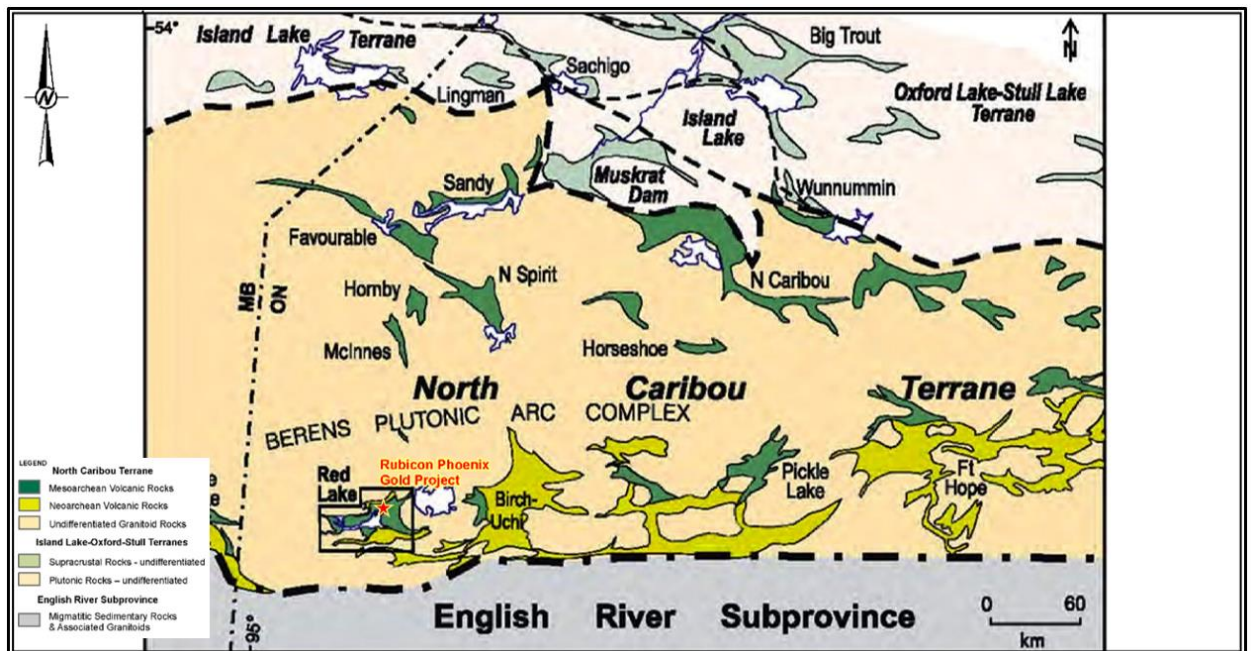 54°
Island Lake Terrane
Big Trout
N
N
Sachigo
Lingman
Oxford Lake-Stull Lake
Terrane
Island
Lake
Muskrat
Dam
Sandy
Wunnummin
Favourable
N Spirit
N Caribou
Hornby
MB
ON
McInnes
Horseshoe
North Caribou Terrane
BERENS PLUTONIC ARC COMPLEX
Rubicon Phoenix
Gold Project
Red
Lake
Pickle
Lake
Ft
Hope
Birch-
Uchi
LEGEND
North Caribou Terrane
Mesoarchean Volcanic Rocks
Neoarchean Volcanic Rocks
Undifferentiated Granitoid Rocks
Island Lake-Oxford-Stull Terranes
Supracrustal Rocks - undifferentiated
Plutonic Rocks – undifferentiated
English River Subprovince
Migmatitic Sedimentary Rocks
& Associated Granitoids
English River Subprovince
95°
0 60
km